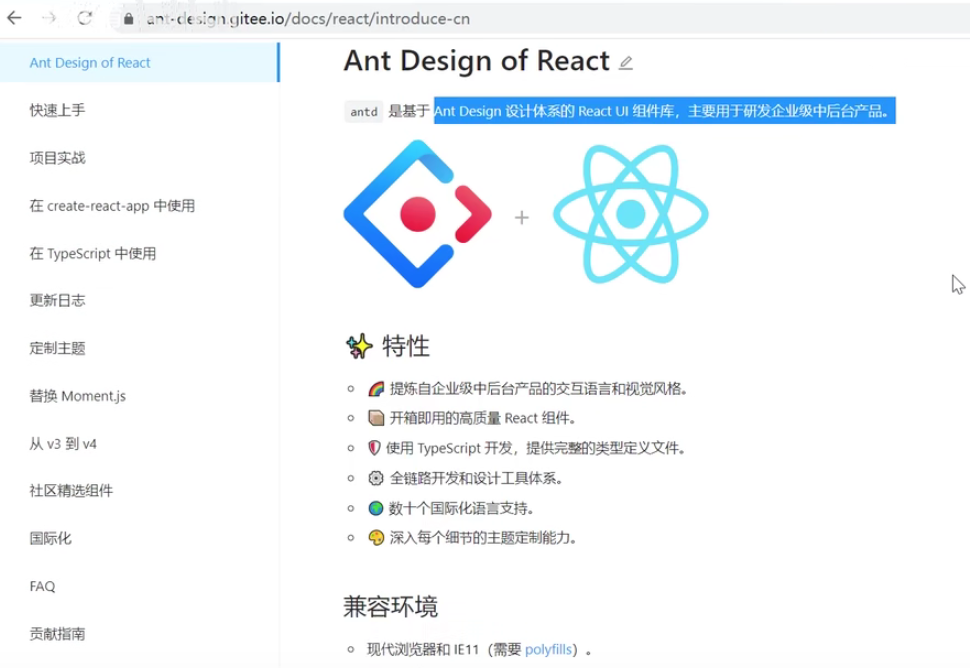 ant-design.gitee.io/docs/react/introduce-cn
Ant Design of React
快速上手
项目实战
在 create-react-app 中使用
在 TypeScript 中使用
更新日志
定制主题
替换 Moment.js
从 v3 到 v4
社区精选组件
国际化
FAQ
贡献指南
Ant Design of React
antd 是基于 Ant Design 设计体系的 React UI 组件库，主要用于研发企业级中后台产品。
+
特性
提炼自企业级中后台产品的交互语言和视觉风格。
开箱即用的高质量 React 组件。
使用 TypeScript 开发，提供完整的类型定义文件。
全链路开发和设计工具体系。
数十个国际化语言支持。
深入每个细节的主题定制能力。
兼容环境
现代浏览器和 IE11（需要 polyfills）。